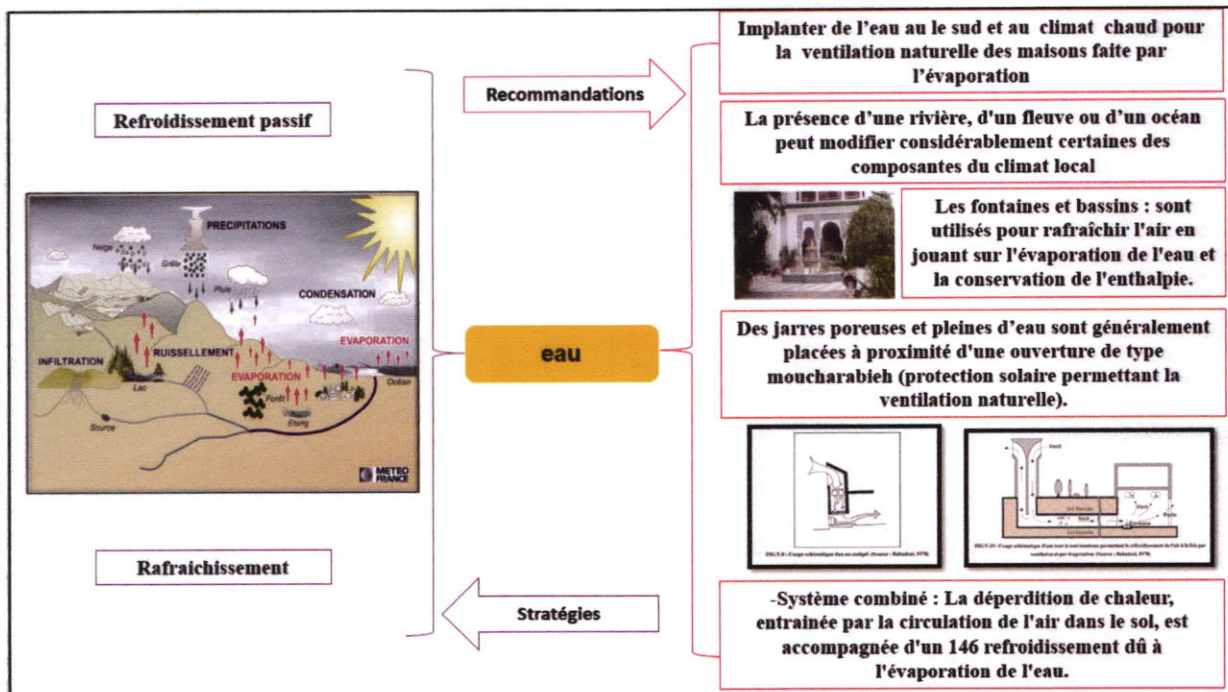 Refroidissement passif
PRECIPITATIONS
Neige
Grêle
Pluie
CONDENSATION
EVAPORATION
INFILTRATION
RUISSELLEMENT
EVAPORATION
Lac
Océan
Forêt
Source
Etang
METEO
FRANCE
Rafraichissement
Recommandations
eau
Stratégies
Implanter de l'eau au le sud et au climat chaud pour
la ventilation naturelle des maisons faite par
l'évaporation
La présence d'une rivière, d'un fleuve ou d'un océan
peut modifier considérablement certaines des
composantes du climat local
Les fontaines et bassins : sont
utilisés pour rafraîchir l'air en
jouant sur l'évaporation de l'eau et
la conservation de l'enthalpie.
Des jarres poreuses et pleines d'eau sont généralement
placées à proximité d'une ouverture de type
moucharabieh (protection solaire permettant la
ventilation naturelle).
Vent
Vent
Vent
-Système combiné : La déperdition de chaleur,
entrainée par la circulation de l'air dans le sol, est
accompagnée d'un 146 refroidissement dû à
l'évaporation de l'eau.